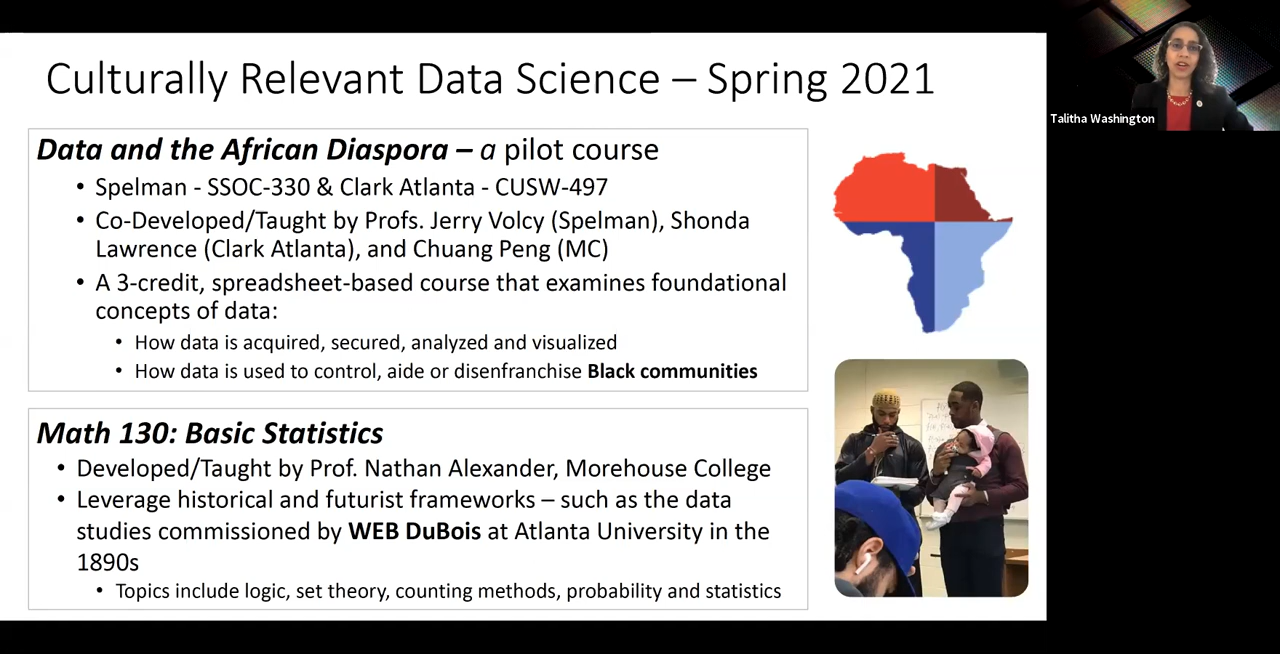 Culturally Relevant Data Science – Spring 2021
Talitha Washington
Data and the African Diaspora – a pilot course
• Spelman - SSOC-330 & Clark Atlanta - CUSW-497
• Co-Developed/Taught by Profs. Jerry Volcy (Spelman), Shonda
Lawrence (Clark Atlanta), and Chuang Peng (MC)
• A 3-credit, spreadsheet-based course that examines foundational
concepts of data:
• How data is acquired, secured, analyzed and visualized
• How data is used to control, aide or disenfranchise Black communities
Math 130: Basic Statistics
• Developed/Taught by Prof. Nathan Alexander, Morehouse College
• Leverage historical and futurist frameworks – such as the data
studies commissioned by WEB DuBois at Atlanta University in the
1890s
• Topics include logic, set theory, counting methods, probability and statistics